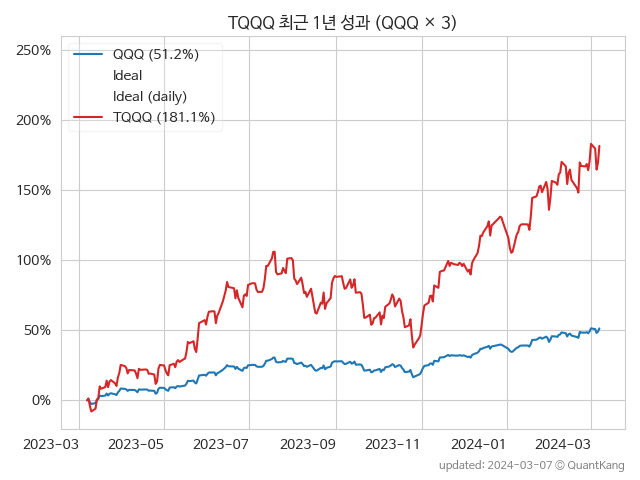 TQQQ 최근 1년 성과 (QQQ × 3)
250%
200%
150%
100%
50%
0%
QQQ (51.2%)
Ideal
Ideal (daily)
TQQQ (181.1%)
2023-03
2023-05
2023-07
2023-09
2023-11
2024-01
2024-03
updated: 2024-03-07 © QuantKang